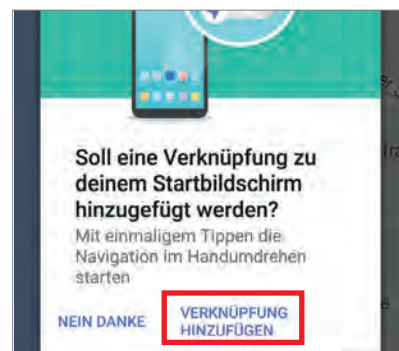 Soll eine Verknüpfung zu
deinem Startbildschirm
hinzugefügt werden?
Mit einmaligem Tippen die
Navigation im Handumdrehen
starten
NEIN DANKE
VERKNÜPFUNG
HINZUFÜGEN